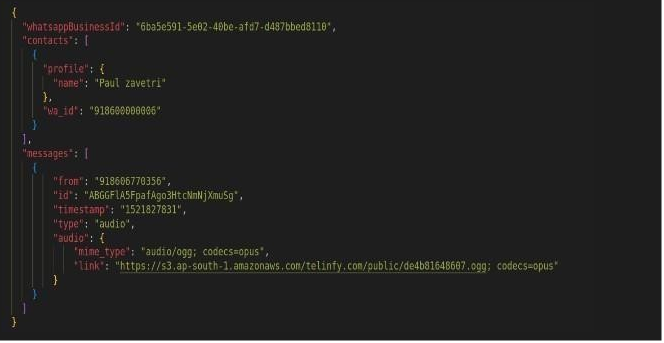 {
"whatsappBusinessId": "6ba5e591-5e02-40be-afd7-d487bbed8110",
"contacts": [
{
"profile": {
"name": "Paul zavetri"
},
"wa_id": "918600000006"
}
],
"messages": [
{
"from": "918606770356",
"id": "ABGGFlA5FpafAgo3HtcNmNjXmuSg",
"timestamp": "1521827831",
"type": "audio",
"audio": {
"mime_type": "audio/ogg; codecs=opus",
"link": "https://s3.ap-south-1.amazonaws.com/telinfy.com/public/de4b81648607.ogg; codecs=opus"
}
}
]
}